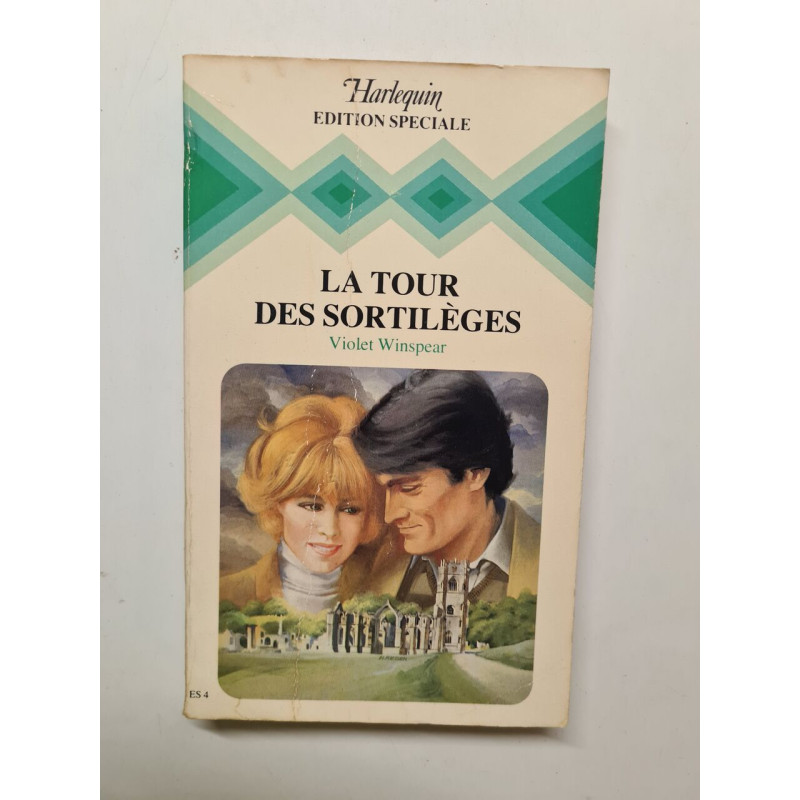 Harlequin
EDITION SPECIALE
LA TOUR
DES SORTILÈGES
Violet Winspear
ES 4